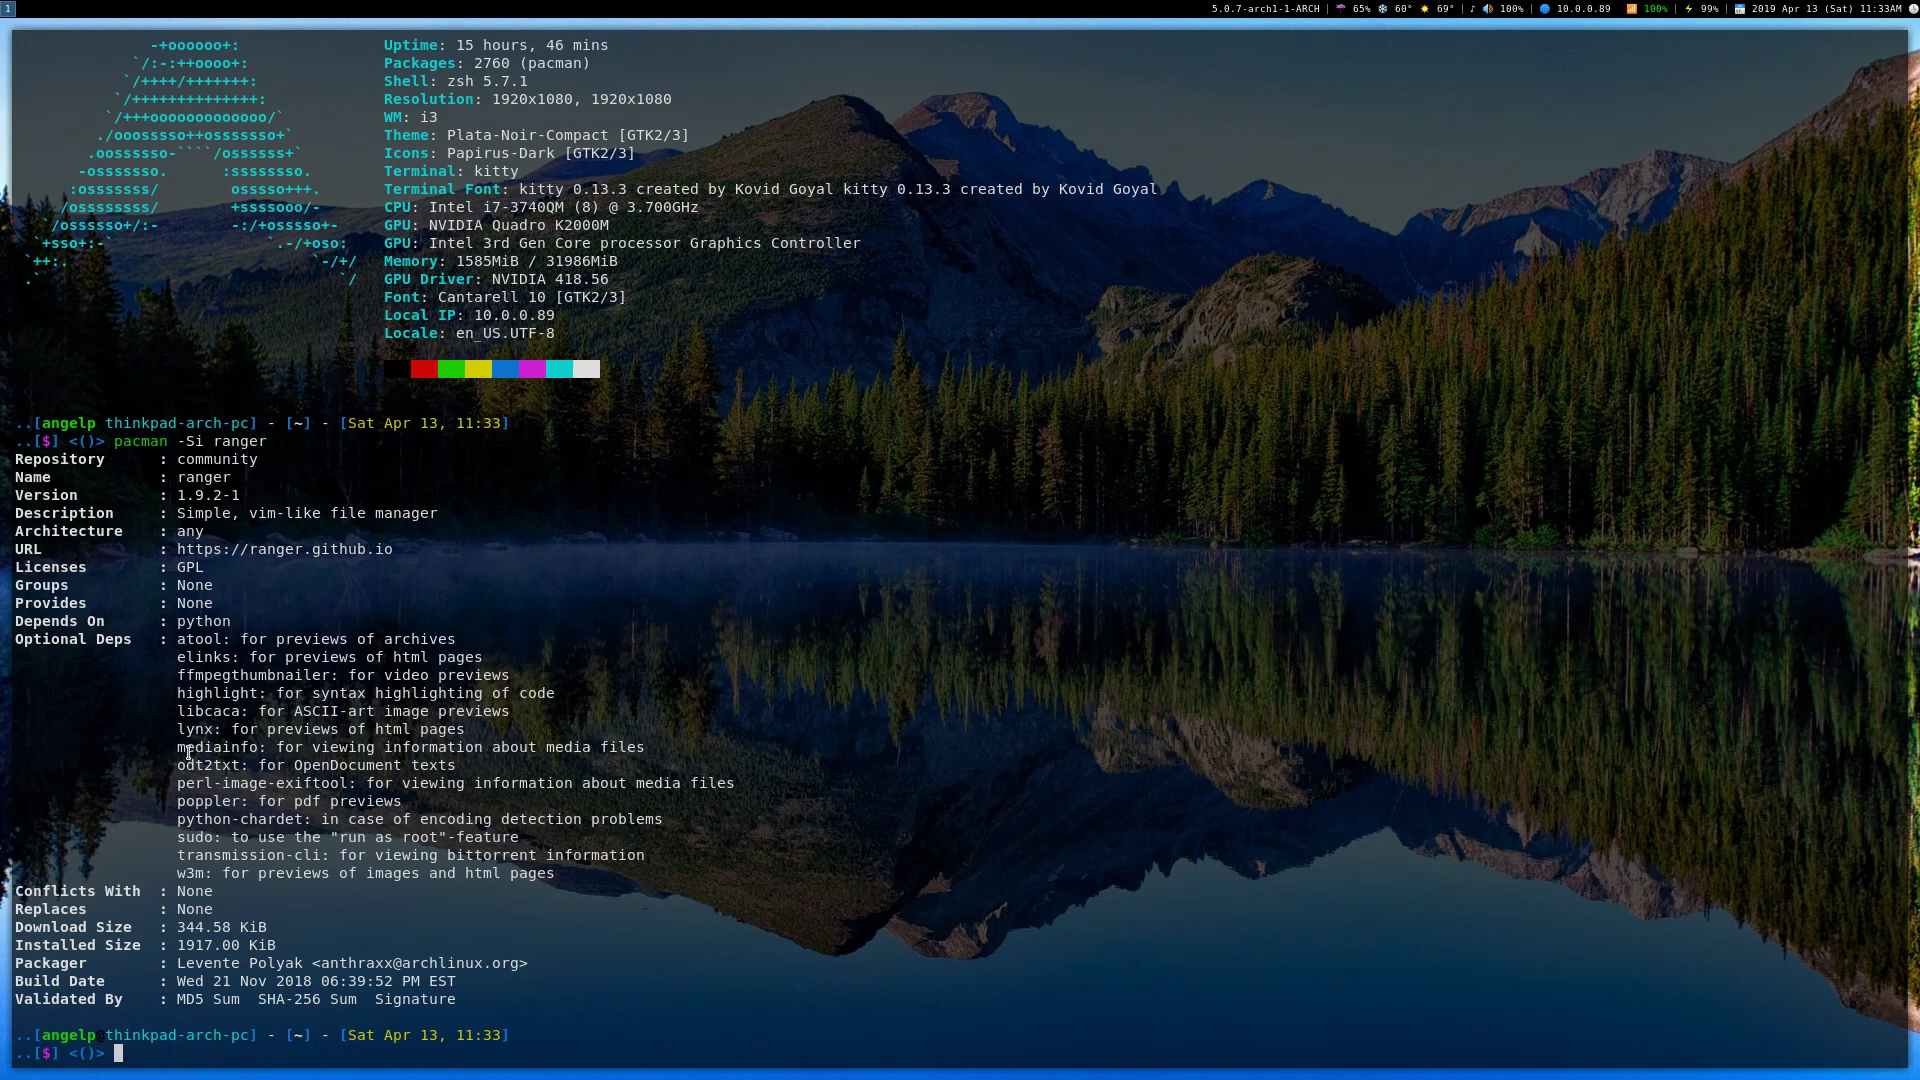 1 5.0.7-arch1-1-ARCH | 65% 60° 69° | 100% | 10.0.0.89 100% | 99% | 2019 Apr 13 (Sat) 11:33AM
-+oooooo+: Uptime: 15 hours, 46 mins
`/:-:++oooo+: Packages: 2760 (pacman)
`/++++/+++++++: Shell: zsh 5.7.1
`/++++++++++++++: Resolution: 1920x1080, 1920x1080
`/+++ooooooooooooo/` WM: i3
./ooosssso++osssssso+` Theme: Plata-Noir-Compact [GTK2/3]
.oossssso-````/ossssss+` Icons: Papirus-Dark [GTK2/3]
-osssssso. :ssssssso. Terminal: kitty
:osssssss/ osssso+++. Terminal Font: kitty 0.13.3 created by Kovid Goyal kitty 0.13.3 created by Kovid Goyal
/ossssssss/ +ssssooo/- CPU: Intel i7-3740QM (8) @ 3.700GHz
`/ossssso+/:- -:/+osssso+- GPU: NVIDIA Quadro K2000M
`+sso+:-` `.-/+oso: GPU: Intel 3rd Gen Core processor Graphics Controller
`++:. `-/+/ Memory: 1585MiB / 31986MiB
.` `/ GPU Driver: NVIDIA 418.56
Font: Cantarell 10 [GTK2/3]
Local IP: 10.0.0.89
Locale: en_US.UTF-8
..[angelp thinkpad-arch-pc] - [~] - [Sat Apr 13, 11:33]
..[$] <()> pacman -Si ranger
Repository : community
Name : ranger
Version : 1.9.2-1
Description : Simple, vim-like file manager
Architecture : any
URL : https://ranger.github.io
Licenses : GPL
Groups : None
Provides : None
Depends On : python
Optional Deps : atool: for previews of archives
elinks: for previews of html pages
ffmpegthumbnailer: for video previews
highlight: for syntax highlighting of code
libcaca: for ASCII-art image previews
lynx: for previews of html pages
mediainfo: for viewing information about media files
odt2txt: for OpenDocument texts
perl-image-exiftool: for viewing information about media files
poppler: for pdf previews
python-chardet: in case of encoding detection problems
sudo: to use the "run as root"-feature
transmission-cli: for viewing bittorrent information
w3m: for previews of images and html pages
Conflicts With : None
Replaces : None
Download Size : 344.58 KiB
Installed Size : 1917.00 KiB
Packager : Levente Polyak <anthraxx@archlinux.org>
Build Date : Wed 21 Nov 2018 06:39:52 PM EST
Validated By : MD5 Sum SHA-256 Sum Signature
..[angelp@thinkpad-arch-pc] - [~] - [Sat Apr 13, 11:33]
..[$] <()>